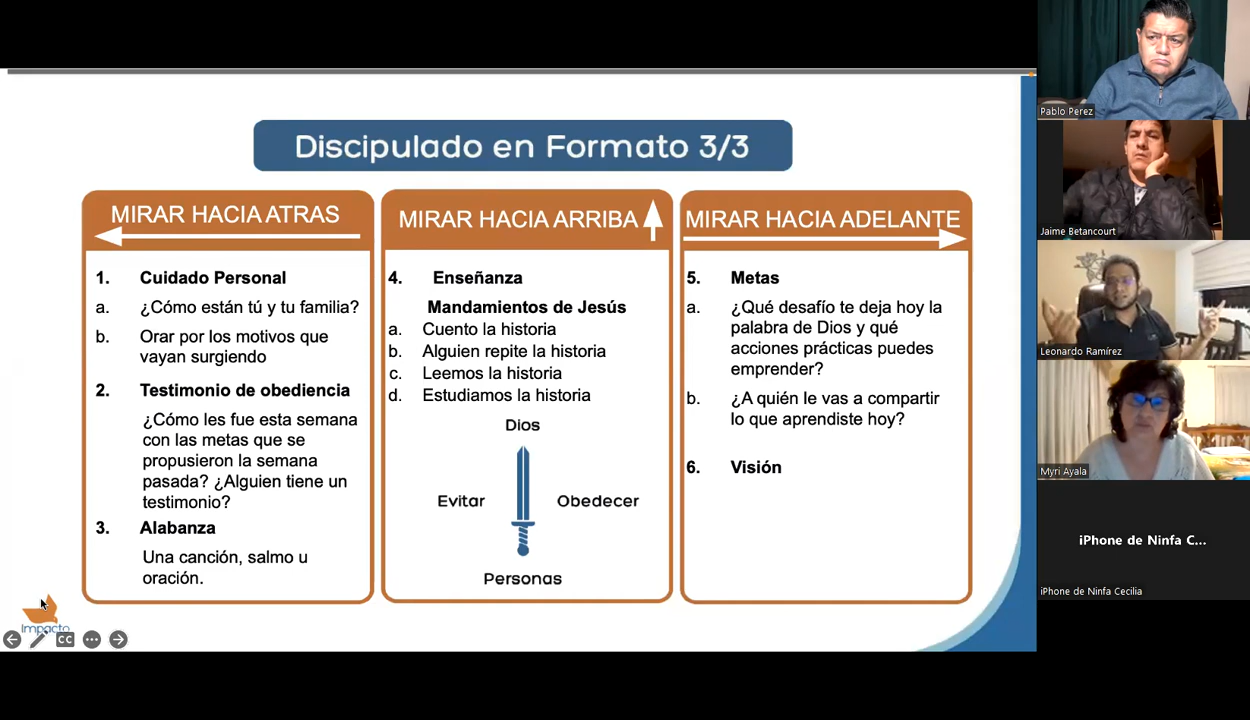 Discipulado en Formato 3/3
MIRAR HACIA ATRAS
1. Cuidado Personal
a. ¿Cómo están tú y tu familia?
b. Orar por los motivos que
vayan surgiendo
2. Testimonio de obediencia
¿Cómo les fue esta semana
con las metas que se
propusieron la semana
pasada? ¿Alguien tiene un
testimonio?
3. Alabanza
Una canción, salmo u
oración.
MIRAR HACIA ARRIBA
4. Enseñanza
Mandamientos de Jesús
a. Cuento la historia
b. Alguien repite la historia
c. Leemos la historia
d. Estudiamos la historia
Dios
Evitar Obedecer
Personas
MIRAR HACIA ADELANTE
5. Metas
a. ¿Qué desafío te deja hoy la
palabra de Dios y qué
acciones prácticas puedes
emprender?
b. ¿A quién le vas a compartir
lo que aprendiste hoy?
6. Visión
Impacto
CC
Pablo Perez
Jaime Betancourt
Leonardo Ramírez
Myri Ayala
iPhone de Ninfa C...
iPhone de Ninfa Cecilia